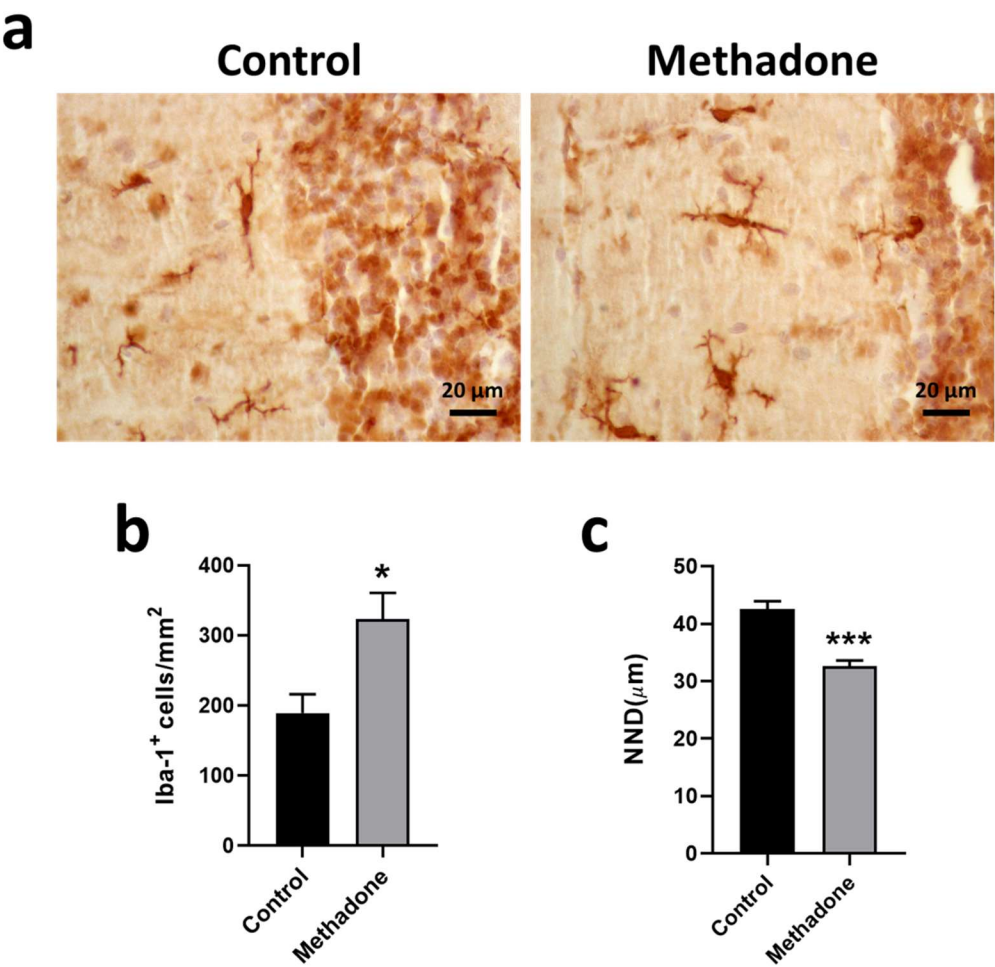 a
Control
Methadone
20 μm
20 μm
b
c
400
300
200
100
0
Iba-1⁺ cells/mm²
*
Control
Methadone
50
40
30
20
10
0
NND(μm)
***
Control
Methadone